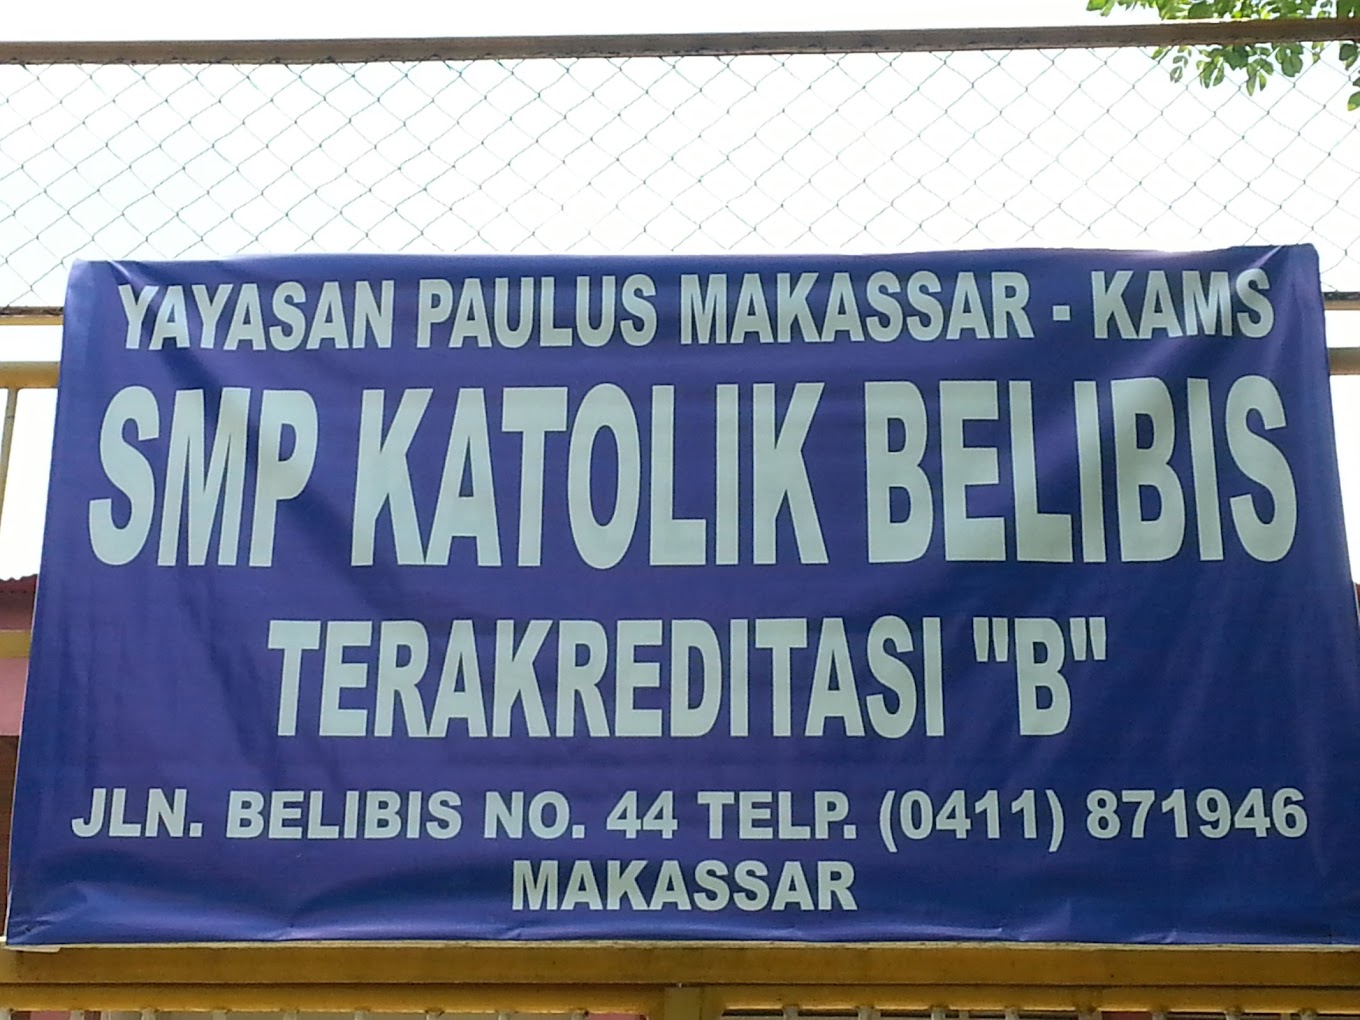 YAYASAN PAULUS MAKASSAR - KAMS
SMP KATOLIK BELIBIS
TERAKREDITASI "B"
JLN. BELIBIS NO. 44 TELP. (0411) 871946
MAKASSAR